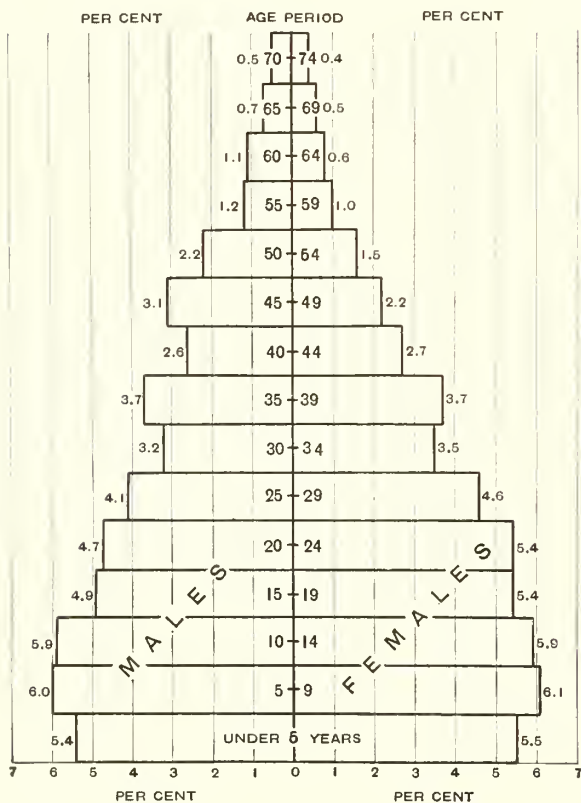 PER CENT AGE PERIOD PER CENT
0.5 70 74 0.4
0.7 65 69 0.5
1.1 60 64 0.6
1.2 55 59 1.0
2.2 50 54 1.5
3.1 45 49 2.2
2.6 40 44 2.7
3.7 35 39 3.7
3.2 30 34 3.5
4.1 25 29 4.6
4.7 20 24 5.4
4.9 15 19 5.4
5.9 10 14 5.9
6.0 5 9 6.1
MALES FEMALES
5.4 UNDER 5 YEARS 5.5
7 6 5 4 3 2 1 0 1 2 3 4 5 6 7
PER CENT PER CENT